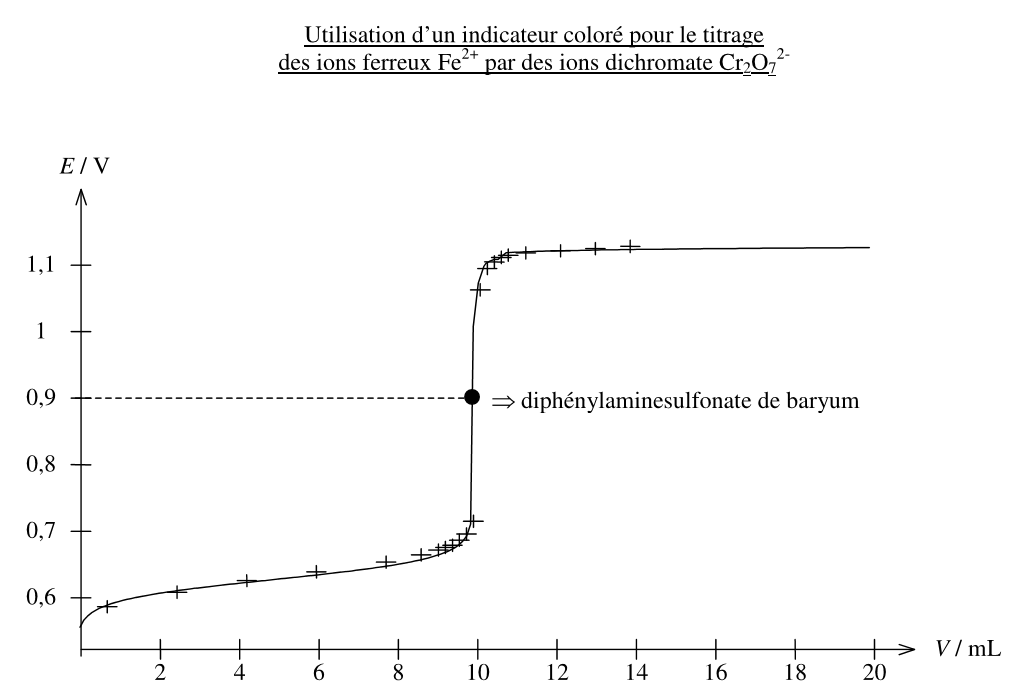 Utilisation d’un indicateur coloré pour le titrage
des ions ferreux Fe²⁺ par des ions dichromate Cr₂O₇²⁻
E / V
1,1
1
0,9
⇒ diphénylaminesulfonate de baryum
0,8
0,7
0,6
V / mL
2 4 6 8 10 12 14 16 18 20